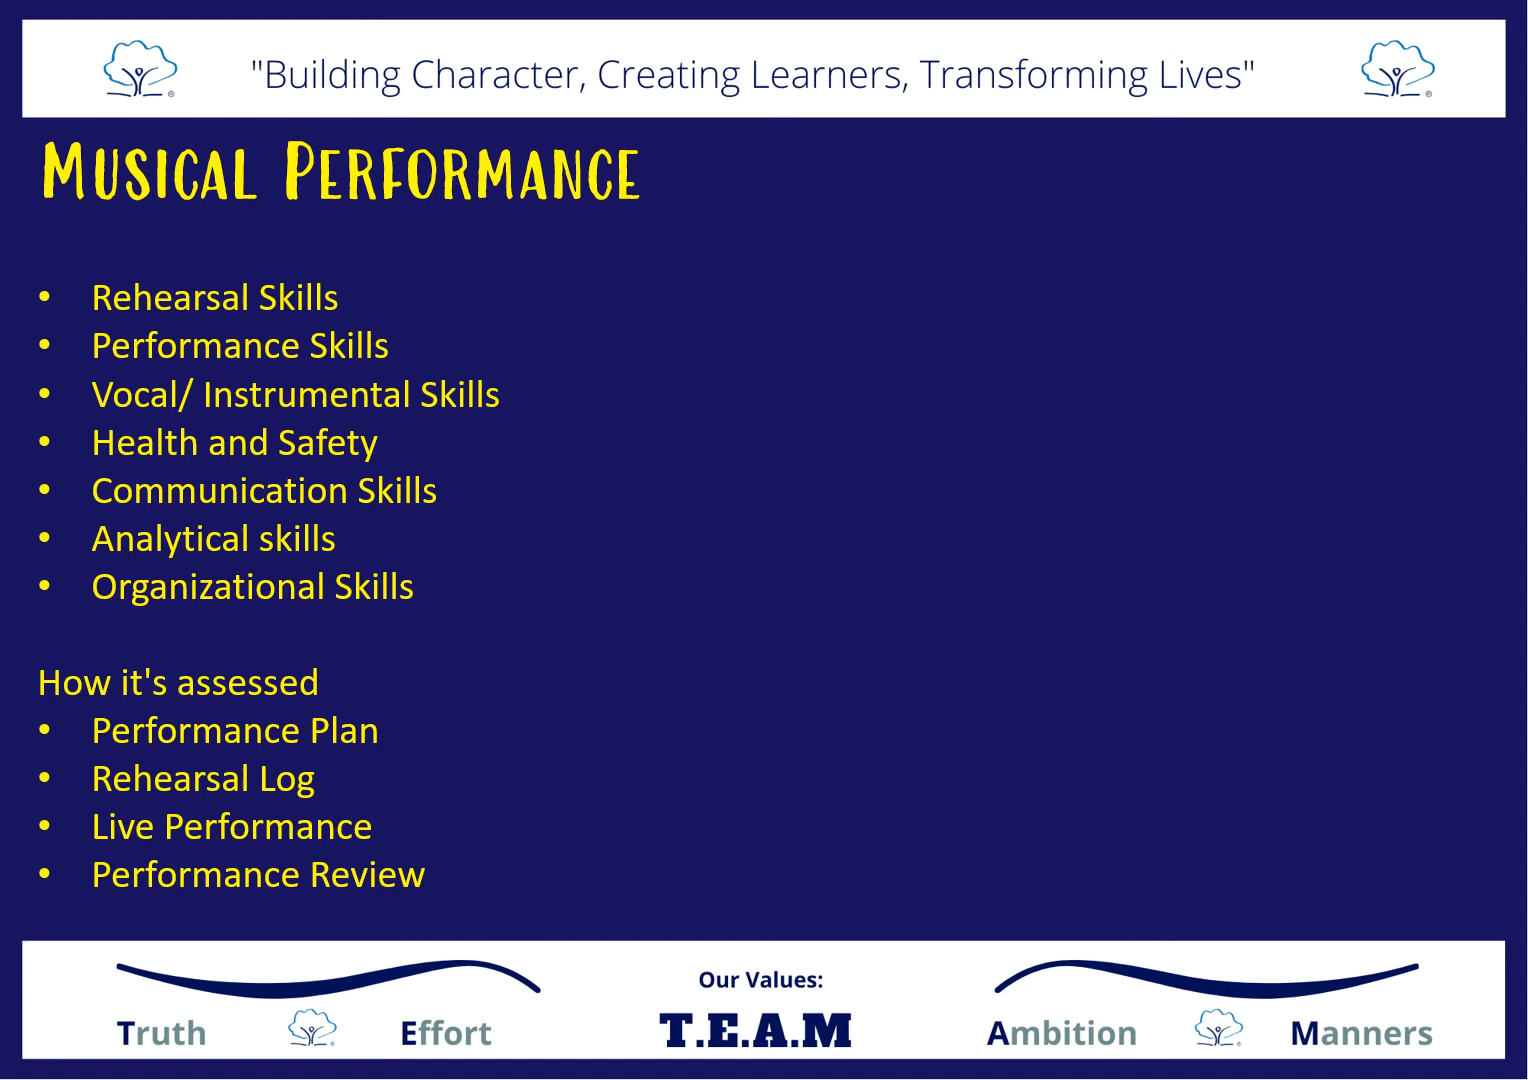 "Building Character, Creating Learners, Transforming Lives"
MUSICAL PERFORMANCE
• Rehearsal Skills
• Performance Skills
• Vocal/ Instrumental Skills
• Health and Safety
• Communication Skills
• Analytical skills
• Organizational Skills
How it's assessed
• Performance Plan
• Rehearsal Log
• Live Performance
• Performance Review
Our Values:
T.E.A.M
Truth
Effort
Ambition
Manners